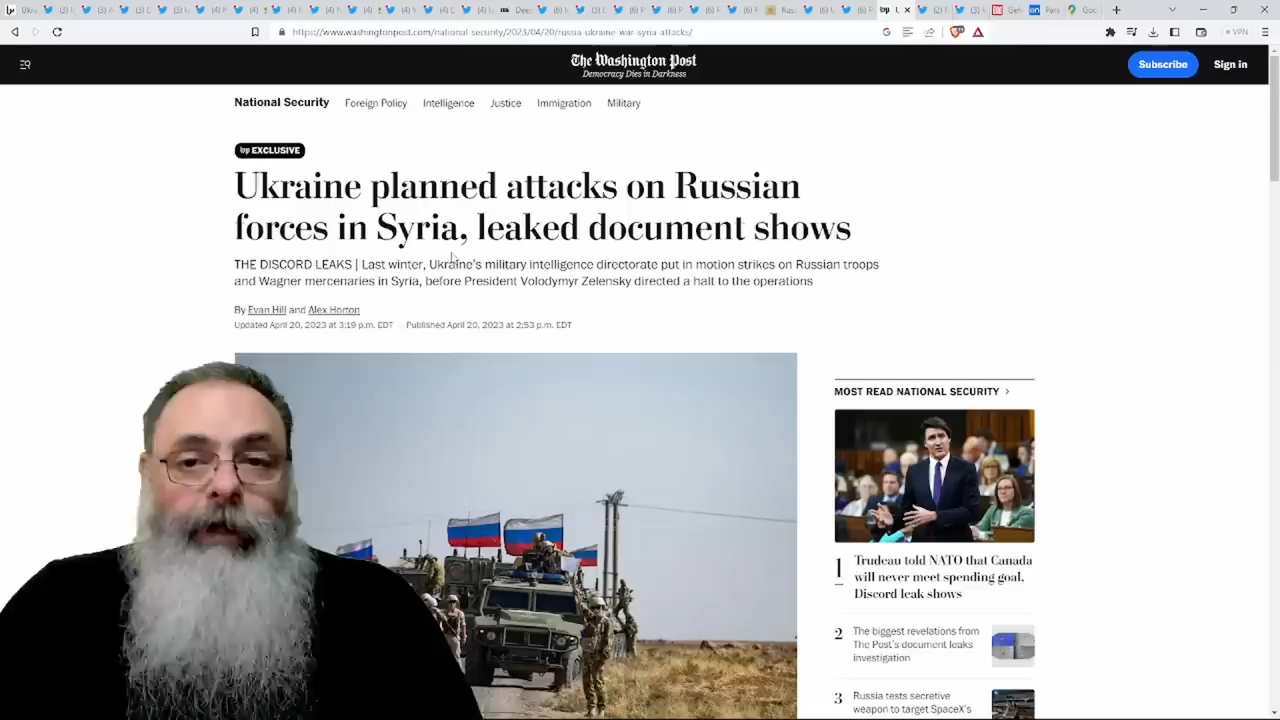 https://www.washingtonpost.com/national-security/2023/04/20/russia-ukraine-war-syria-attacks/
VPN
The Washington Post
Democracy Dies in Darkness
Subscribe
Sign in
National Security Foreign Policy Intelligence Justice Immigration Military
wp EXCLUSIVE
Ukraine planned attacks on Russian
forces in Syria, leaked document shows
THE DISCORD LEAKS | Last winter, Ukraine's military intelligence directorate put in motion strikes on Russian troops
and Wagner mercenaries in Syria, before President Volodymyr Zelensky directed a halt to the operations
By Evan Hill and Alex Horton
Updated April 20, 2023 at 3:19 p.m. EDT Published April 20, 2023 at 2:53 p.m. EDT
MOST READ NATIONAL SECURITY >
1 Trudeau told NATO that Canada
will never meet spending goal,
Discord leak shows
2 The biggest revelations from
The Post's document leaks
investigation
3 Russia tests secretive
weapon to target SpaceX's